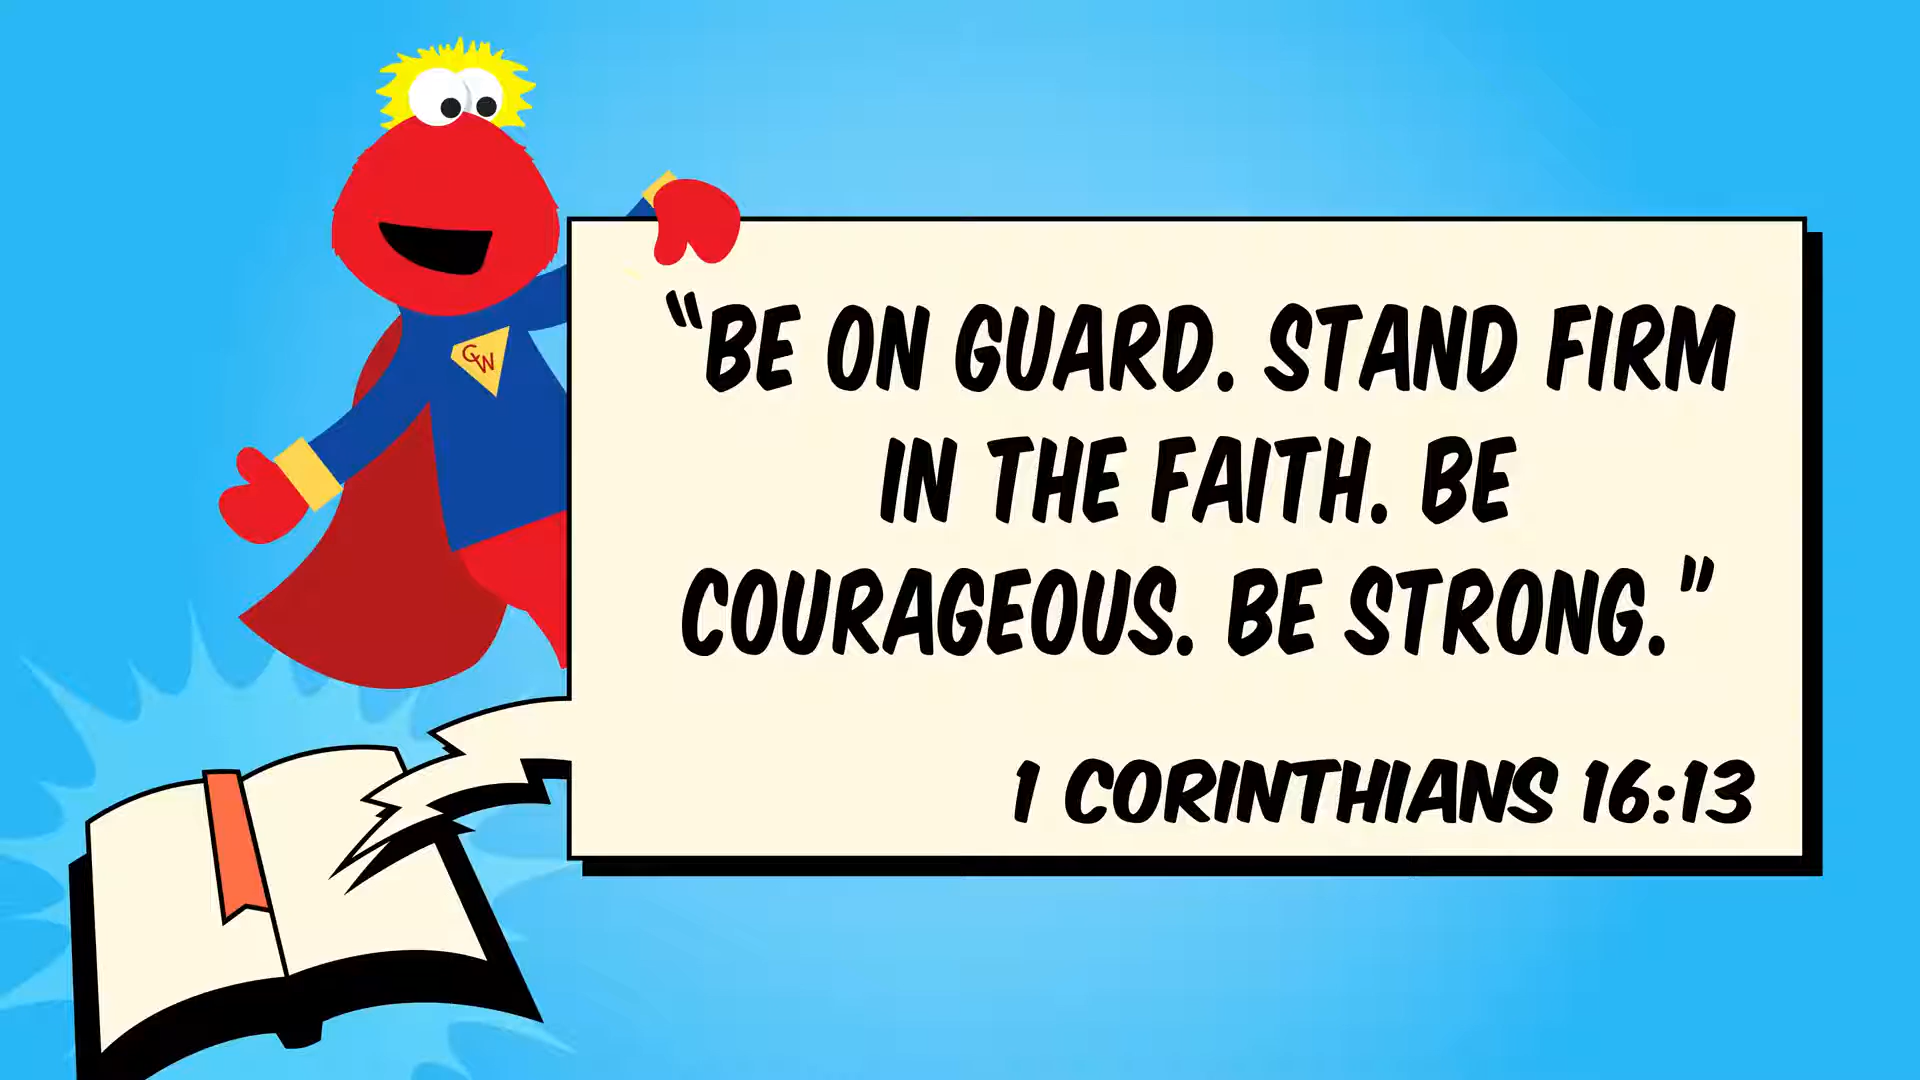 GW
“BE ON GUARD. STAND FIRM
IN THE FAITH. BE
COURAGEOUS. BE STRONG.”
1 CORINTHIANS 16:13